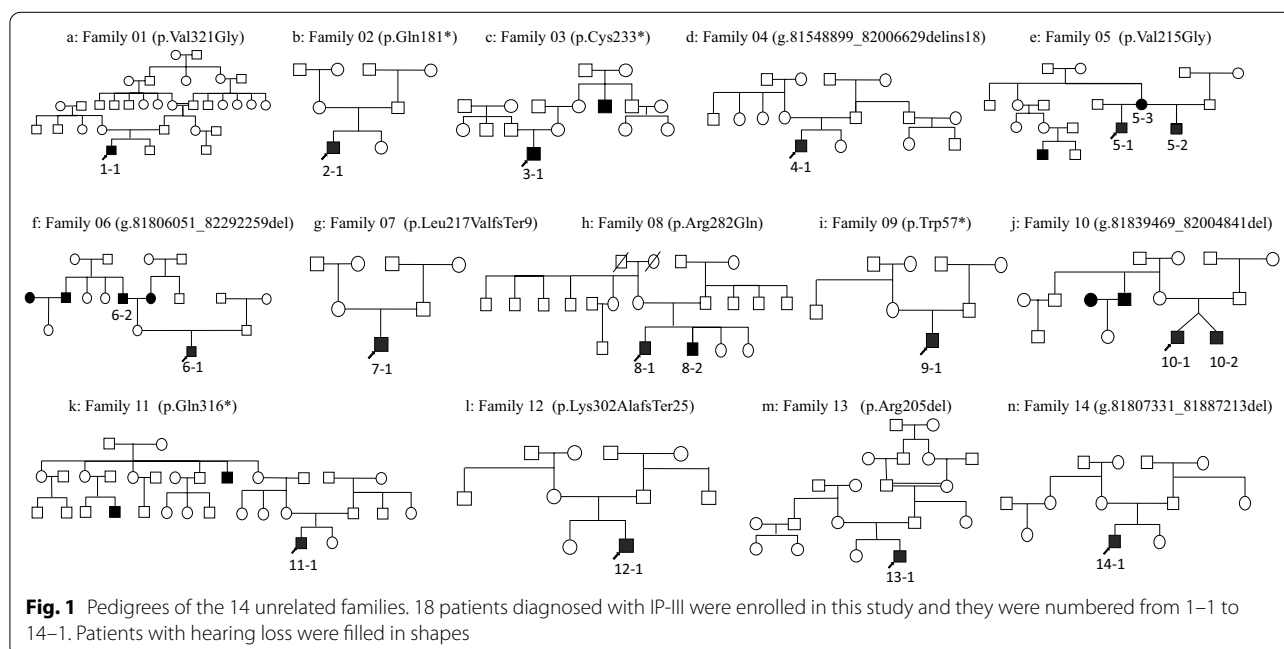 a: Family 01 (p.Val321Gly)
b: Family 02 (p.Gln181*)
c: Family 03 (p.Cys233*)
d: Family 04 (g.81548899_82006629delins18)
e: Family 05 (p.Val215Gly)
1-1
2-1
3-1
4-1
5-3
5-1
5-2
f: Family 06 (g.81806051_82292259del)
g: Family 07 (p.Leu217ValfsTer9)
h: Family 08 (p.Arg282Gln)
i: Family 09 (p.Trp57*)
j: Family 10 (g.81839469_82004841del)
6-2
6-1
7-1
8-1
8-2
9-1
10-1
10-2
k: Family 11 (p.Gln316*)
l: Family 12 (p.Lys302AlafsTer25)
m: Family 13 (p.Arg205del)
n: Family 14 (g.81807331_81887213del)
11-1
12-1
13-1
14-1
Fig. 1 Pedigrees of the 14 unrelated families. 18 patients diagnosed with IP-III were enrolled in this study and they were numbered from 1–1 to
14–1. Patients with hearing loss were filled in shapes